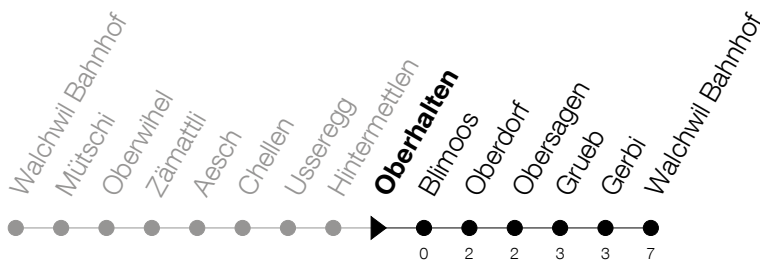 Walchwil Bahnhof
Mütschi
Oberwihel
Zämattli
Aesch
Chellen
Usseregg
Hintermettlen
Oberhalten
Blimoos
Oberdorf
Obersagen
Grueb
Gerbi
Walchwil Bahnhof
0 2 2 3 3 7